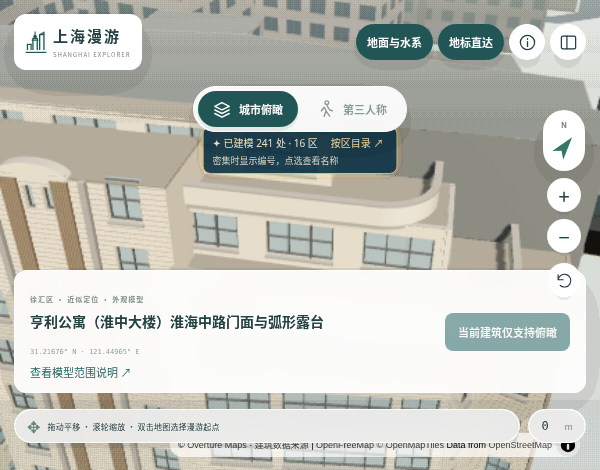 上海漫游
SHANGHAI EXPLORER
地面与水系
地标直达
城市俯瞰
第三人称
✦ 已建模 241 处 · 16 区 按区目录 ↗
密集时显示编号，点选查看名称
N
+
−
徐汇区 · 近似定位 · 外观模型
亨利公寓（淮中大楼）淮海中路门面与弧形露台
当前建筑仅支持俯瞰
31.21676° N · 121.44965° E
查看模型范围说明 ↗
拖动平移 · 滚轮缩放 · 双击地图选择漫游起点
0 m
© Overture Maps · 建筑数据来源 | OpenFreeMap © OpenMapTiles Data from OpenStreetMap